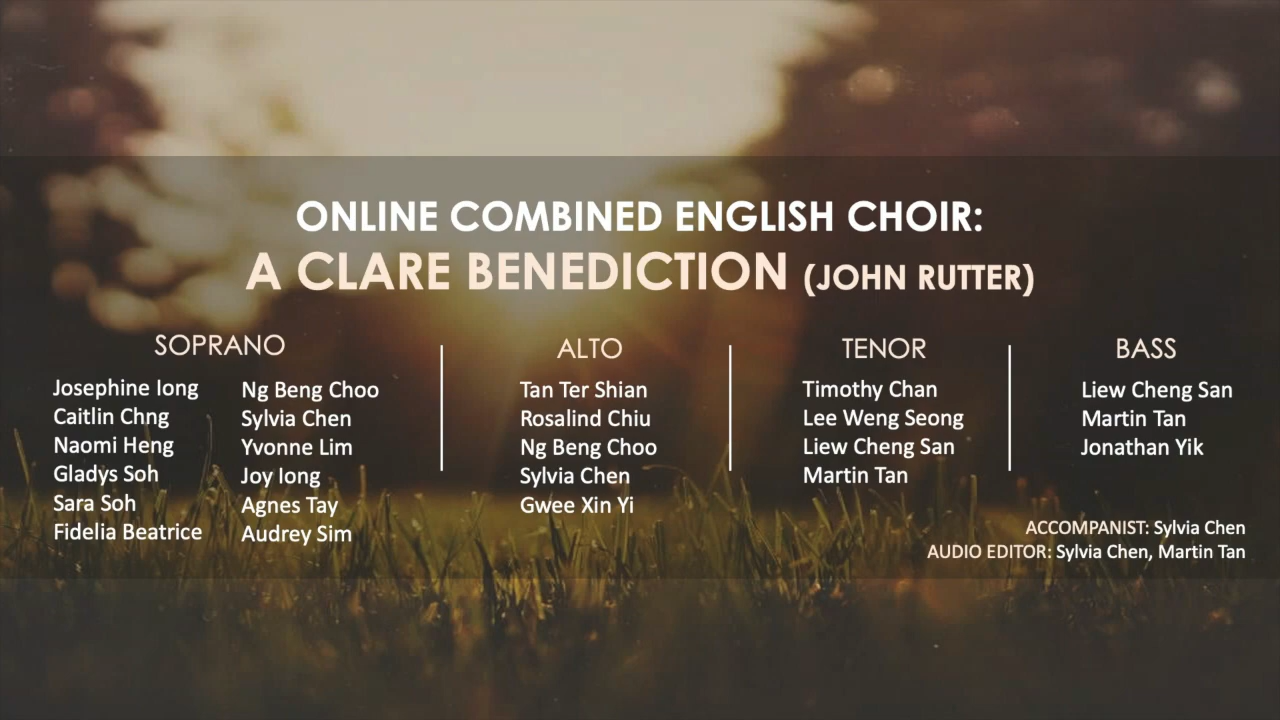 ONLINE COMBINED ENGLISH CHOIR:
A CLARE BENEDICTION (JOHN RUTTER)
SOPRANO
Josephine Iong
Caitlin Chng
Naomi Heng
Gladys Soh
Sara Soh
Fidelia Beatrice
Ng Beng Choo
Sylvia Chen
Yvonne Lim
Joy Iong
Agnes Tay
Audrey Sim
ALTO
Tan Ter Shian
Rosalind Chiu
Ng Beng Choo
Sylvia Chen
Gwee Xin Yi
TENOR
Timothy Chan
Lee Weng Seong
Liew Cheng San
Martin Tan
BASS
Liew Cheng San
Martin Tan
Jonathan Yik
ACCOMPANIST: Sylvia Chen
AUDIO EDITOR: Sylvia Chen, Martin Tan